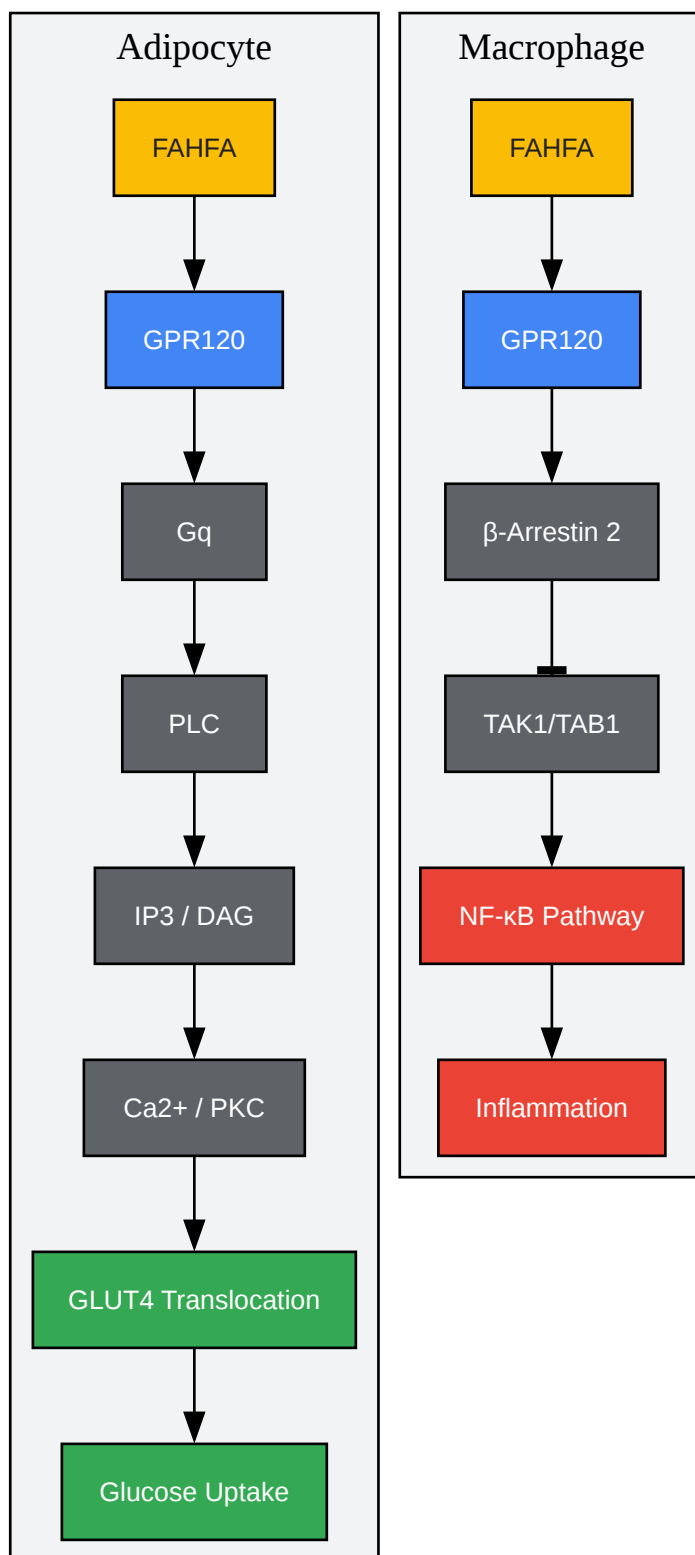 Adipocyte
FAHFA
GPR120
Gq
PLC
IP3 / DAG
Ca2+ / PKC
GLUT4 Translocation
Glucose Uptake
Macrophage
FAHFA
GPR120
β-Arrestin 2
TAK1/TAB1
NF-κB Pathway
Inflammation